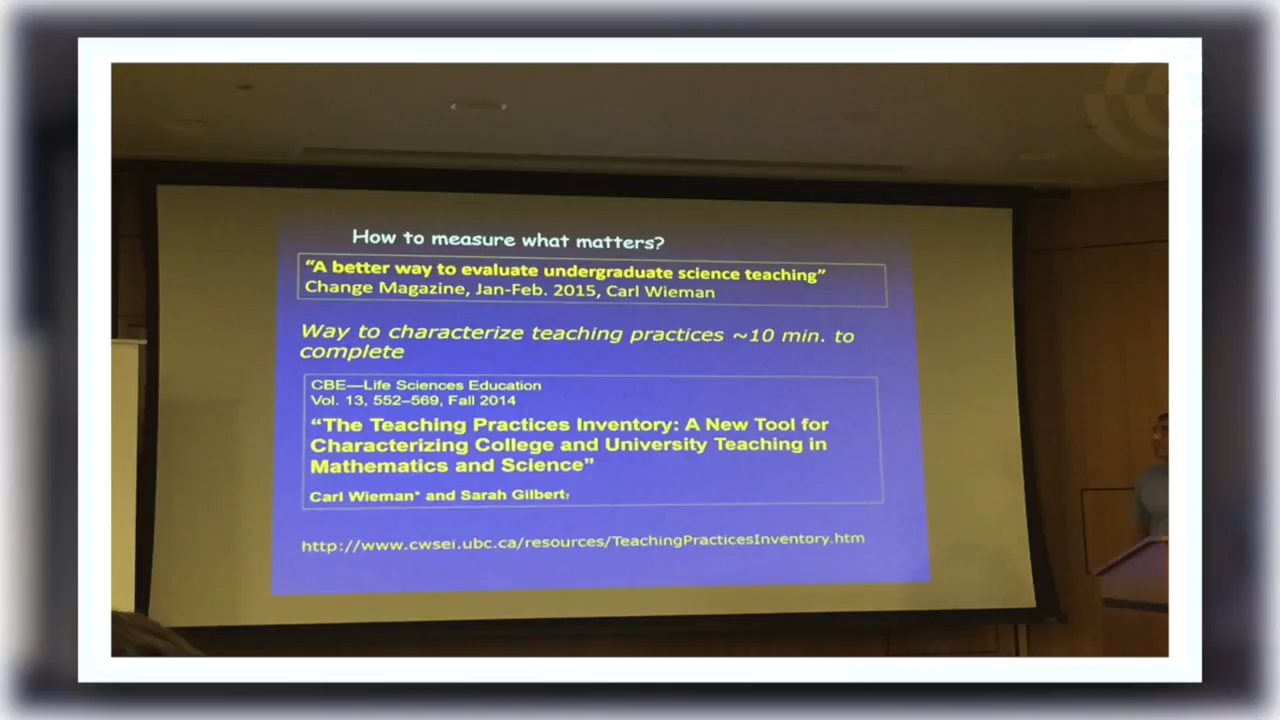 How to measure what matters?
“A better way to evaluate undergraduate science teaching”
Change Magazine, Jan-Feb. 2015, Carl Wieman
Way to characterize teaching practices ~10 min. to
complete
CBE—Life Sciences Education
Vol. 13, 552–569, Fall 2014
“The Teaching Practices Inventory: A New Tool for
Characterizing College and University Teaching in
Mathematics and Science”
Carl Wieman* and Sarah Gilbert†
http://www.cwsei.ubc.ca/resources/TeachingPracticesInventory.htm